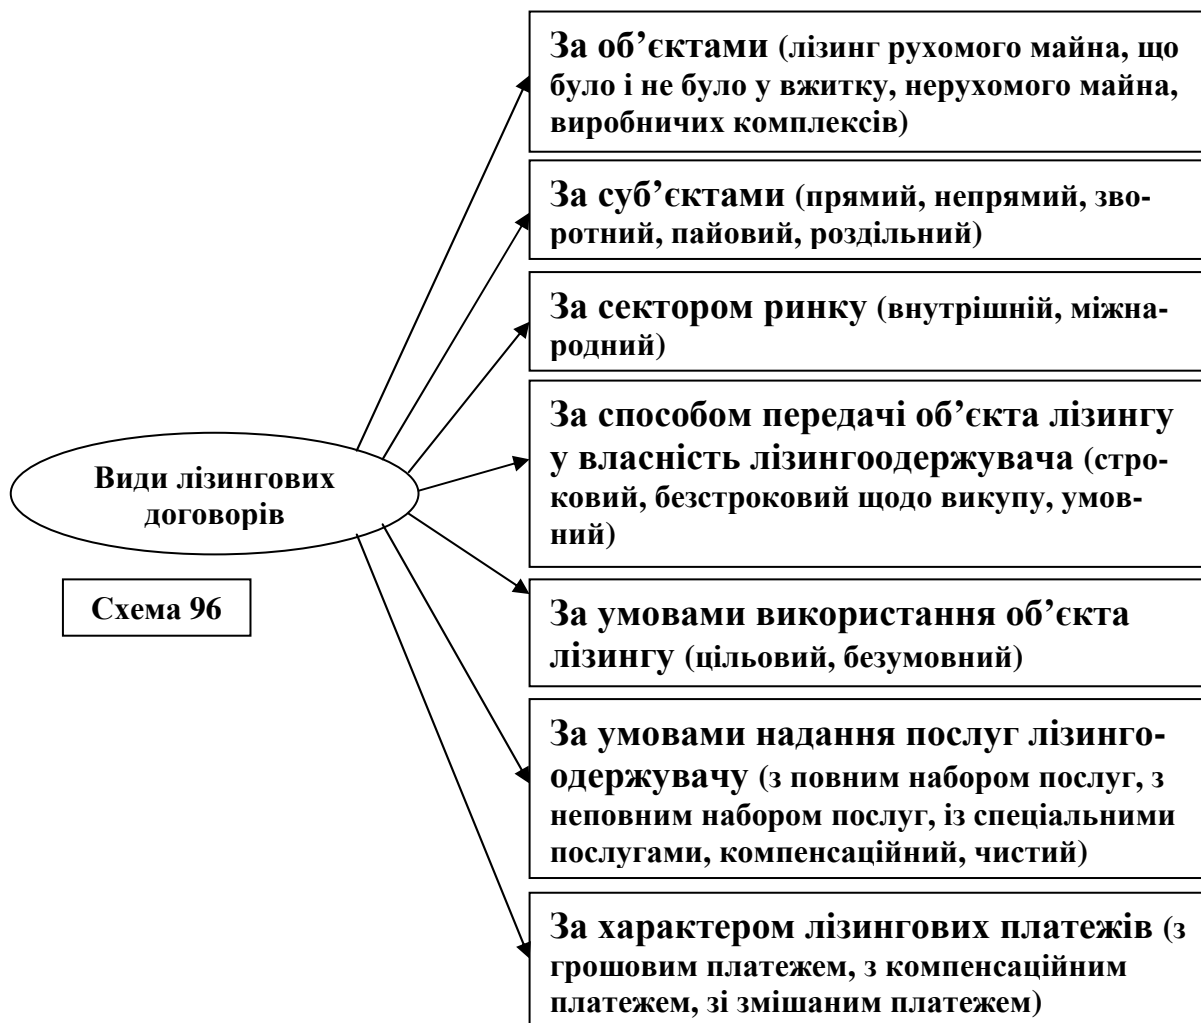 За об’єктами (лізинг рухомого майна, що
було і не було у вжитку, нерухомого майна,
виробничих комплексів)
За суб’єктами (прямий, непрямий, зво-
ротний, пайовий, роздільний)
За сектором ринку (внутрішній, міжна-
родний)
За способом передачі об’єкта лізингу
у власність лізингоодержувача (стро-
ковий, безстроковий щодо викупу, умов-
ний)
Види лізингових
договорів
Схема 96
За умовами використання об’єкта
лізингу (цільовий, безумовний)
За умовами надання послуг лізинго-
одержувачу (з повним набором послуг, з
неповним набором послуг, із спеціальними
послугами, компенсаційний, чистий)
За характером лізингових платежів (з
грошовим платежем, з компенсаційним
платежем, зі змішаним платежем)